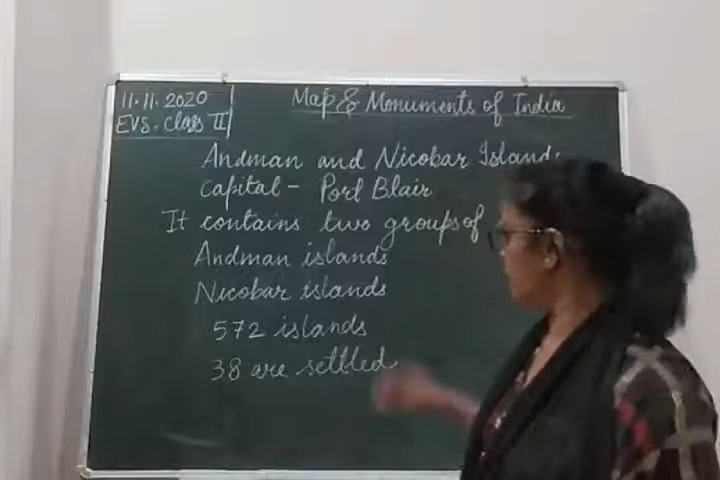 11.11.2020
EVS. Class II
Map & Monuments of India
Andman and Nicobar Islands
Capital - Port Blair
It contains two groups of
Andman islands
Nicobar islands
572 islands
38 are settled